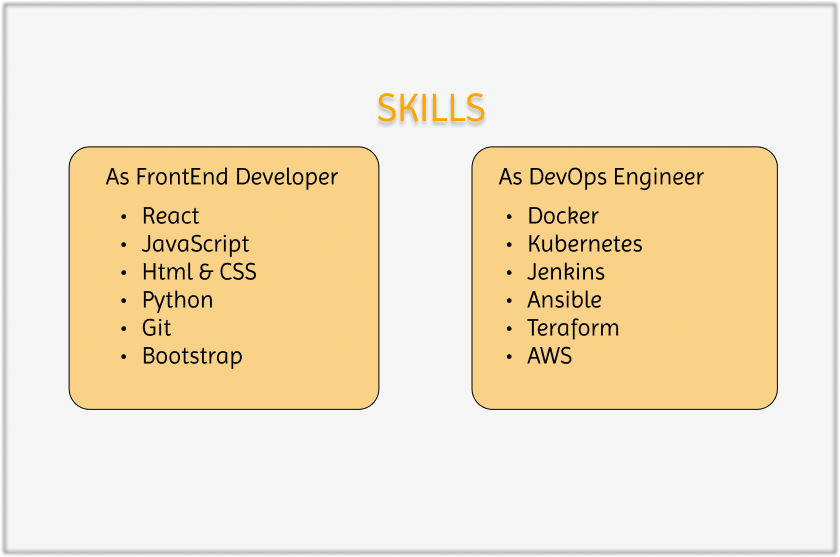 SKILLS
As FrontEnd Developer
• React
• JavaScript
• Html & CSS
• Python
• Git
• Bootstrap
As DevOps Engineer
• Docker
• Kubernetes
• Jenkins
• Ansible
• Teraform
• AWS